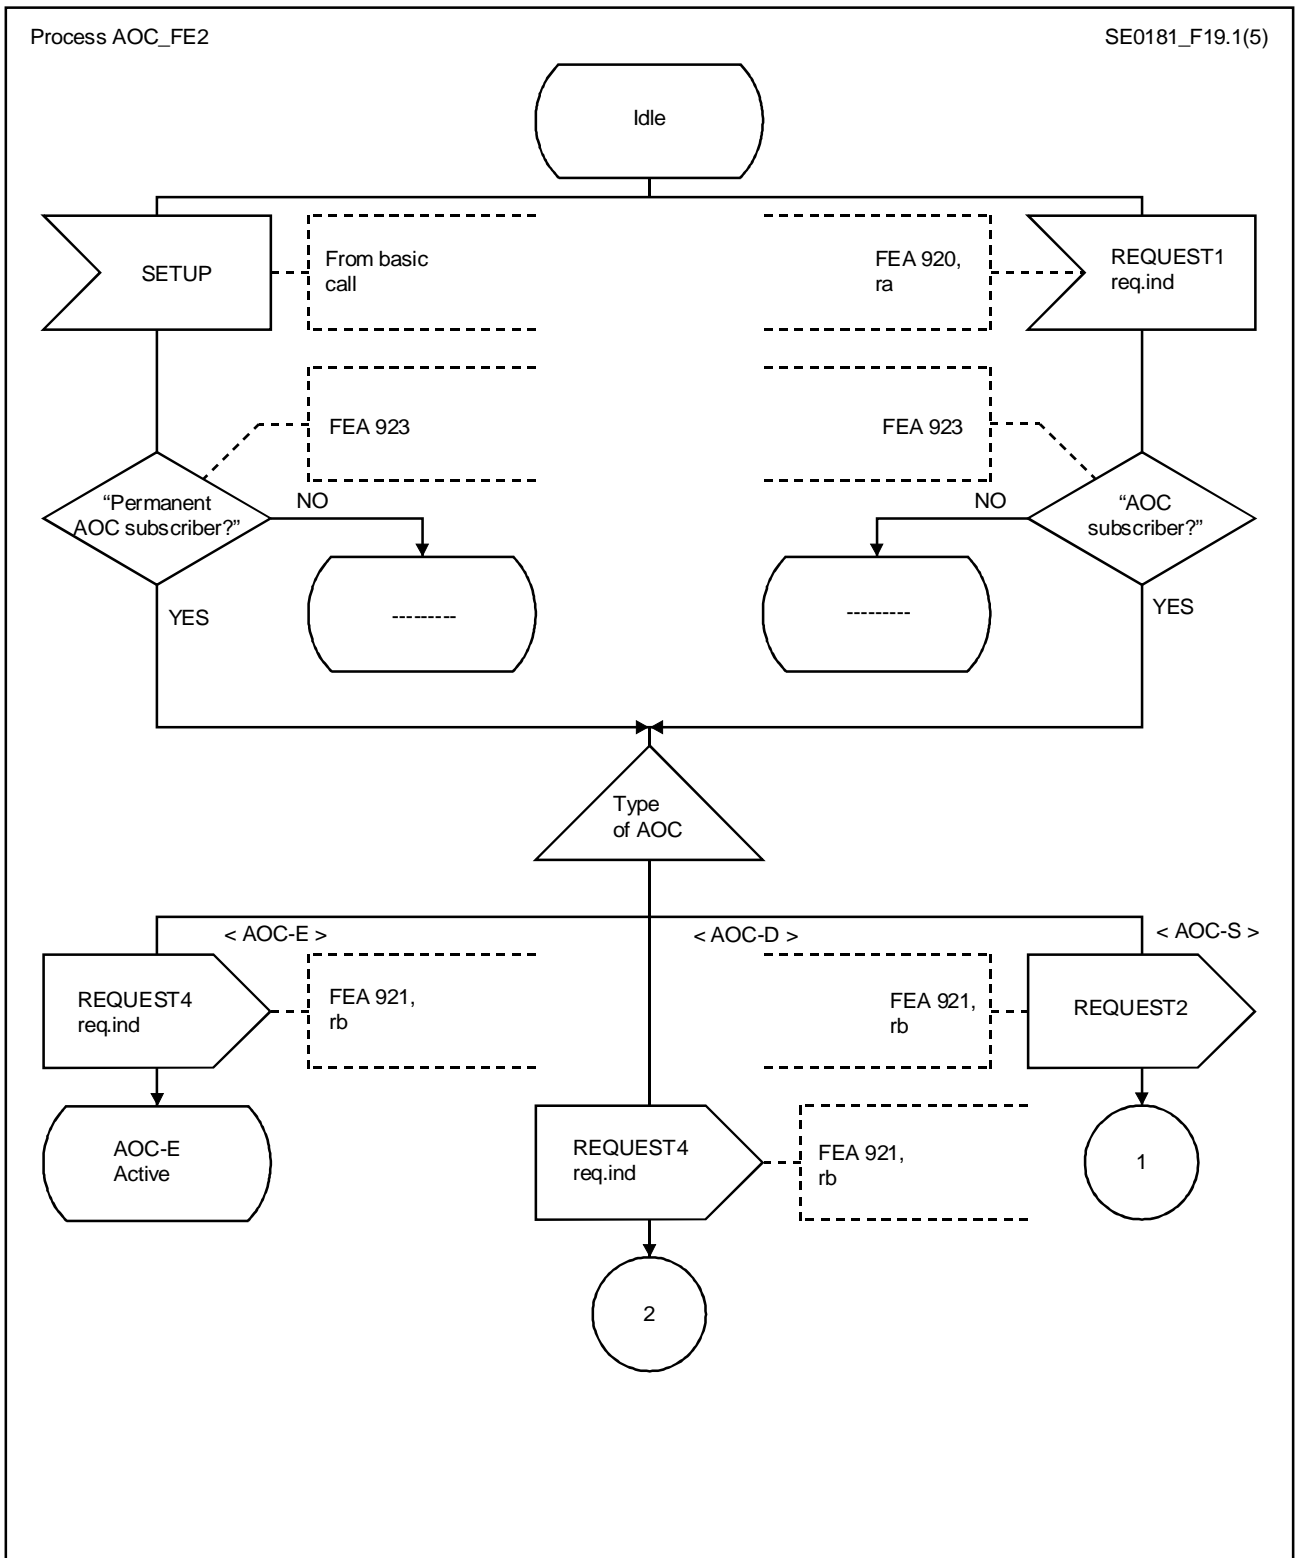 Process AOC_FE2
SE0181_F19.1(5)
Idle
SETUP
From basic
call
FEA 920,
ra
REQUEST1
req.ind
FEA 923
FEA 923
“Permanent
AOC subscriber?”
NO
NO
“AOC
subscriber?”
---------
---------
YES
YES
Type
of AOC
< AOC-E >
< AOC-D >
< AOC-S >
REQUEST4
req.ind
FEA 921,
rb
FEA 921,
rb
REQUEST2
AOC-E
Active
REQUEST4
req.ind
FEA 921,
rb
1
2